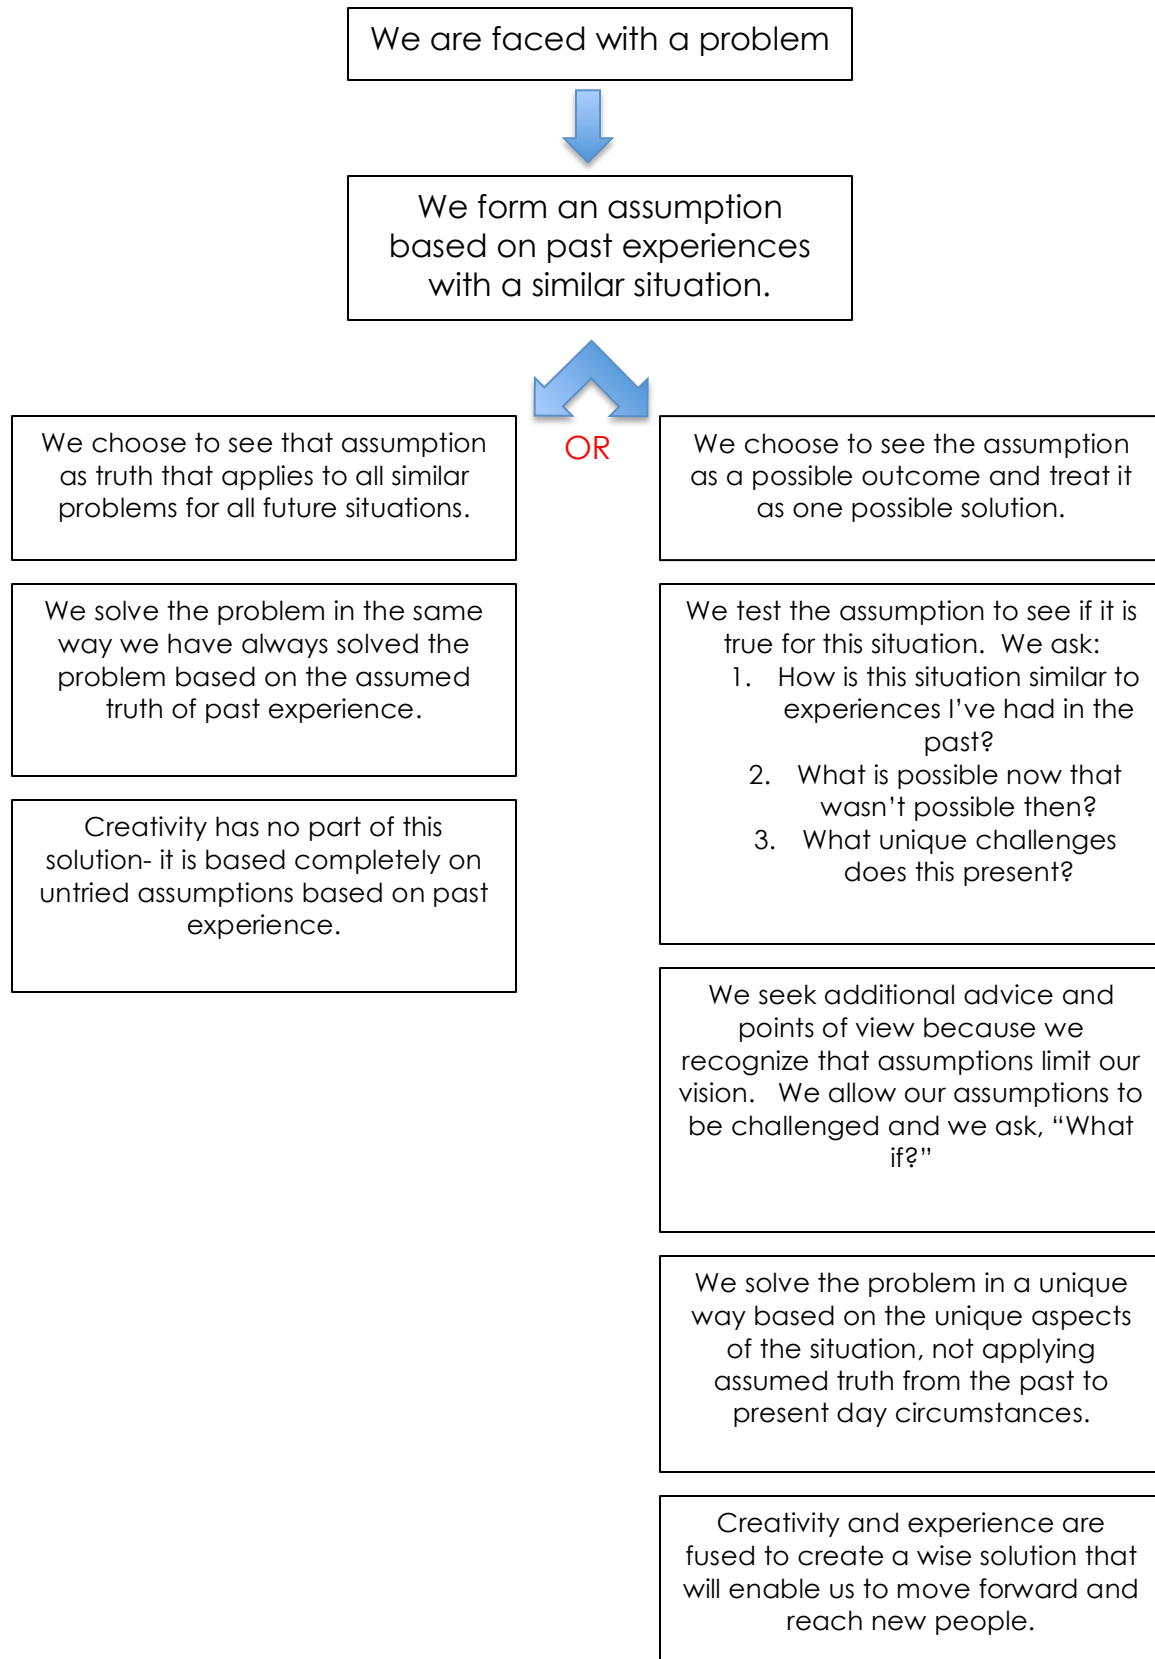 We are faced with a problem
We form an assumption
based on past experiences
with a similar situation.
OR
We choose to see that assumption
as truth that applies to all similar
problems for all future situations.
We solve the problem in the same
way we have always solved the
problem based on the assumed
truth of past experience.
Creativity has no part of this
solution- it is based completely on
untried assumptions based on past
experience.
We choose to see the assumption
as a possible outcome and treat it
as one possible solution.
We test the assumption to see if it is
true for this situation.  We ask:
1. How is this situation similar to
experiences I’ve had in the
past?
2. What is possible now that
wasn’t possible then?
3. What unique challenges
does this present?
We seek additional advice and
points of view because we
recognize that assumptions limit our
vision.  We allow our assumptions to
be challenged and we ask, “What
if?”
We solve the problem in a unique
way based on the unique aspects
of the situation, not applying
assumed truth from the past to
present day circumstances.
Creativity and experience are
fused to create a wise solution that
will enable us to move forward and
reach new people.